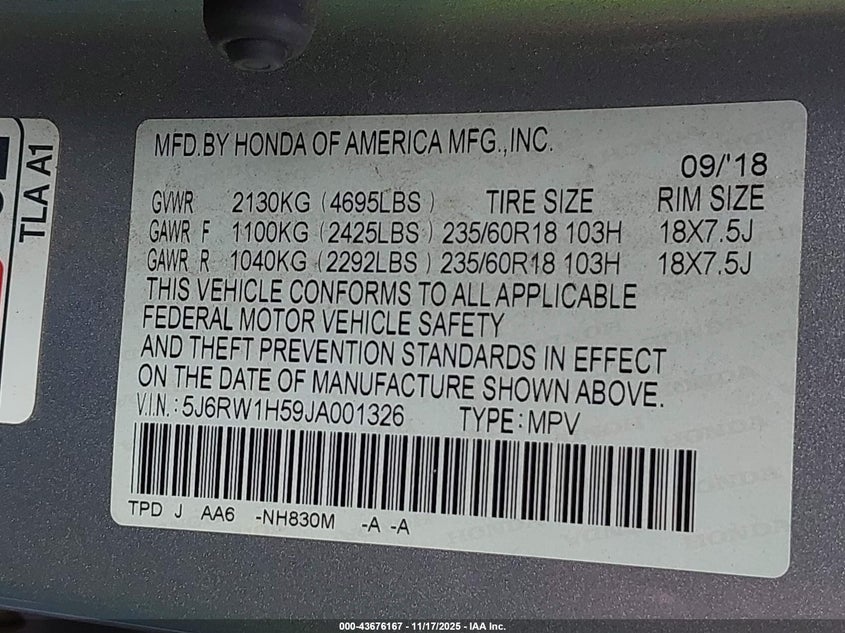 TLA A1
MFD.BY HONDA OF AMERICA MFG.,INC.
09/'18
GVWR 2130KG (4695LBS) TIRE SIZE RIM SIZE
GAWR F 1100KG (2425LBS) 235/60R18 103H 18X7.5J
GAWR R 1040KG (2292LBS) 235/60R18 103H 18X7.5J
THIS VEHICLE CONFORMS TO ALL APPLICABLE
FEDERAL MOTOR VEHICLE SAFETY
AND THEFT PREVENTION STANDARDS IN EFFECT
ON THE DATE OF MANUFACTURE SHOWN ABOVE.
V.I.N.: 5J6RW1H59JA001326 TYPE: MPV
TPD J AA6 -NH830M -A -A
000-43676167 - 11/17/2025 - IAA Inc.